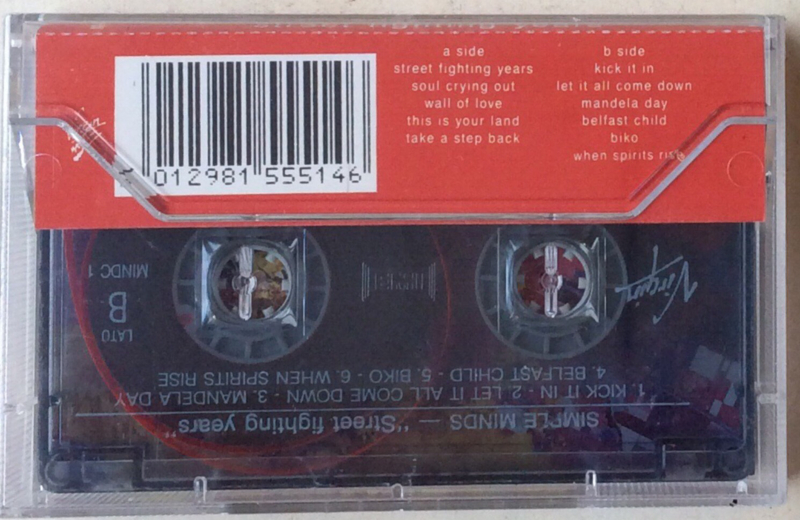 a side
street fighting years
soul crying out
wall of love
this is your land
take a step back
b side
kick it in
let it all come down
mandela day
belfast child
biko
when spirits rise
012981 555146
SIMPLE MINDS — "Street fighting years"
1. KICK IT IN - 2. LET IT ALL COME DOWN - 3. MANDELA DAY
4. BELFAST CHILD - 5. BIKO - 6. WHEN SPIRITS RISE
LATO
B
MINDC 1
Virgin